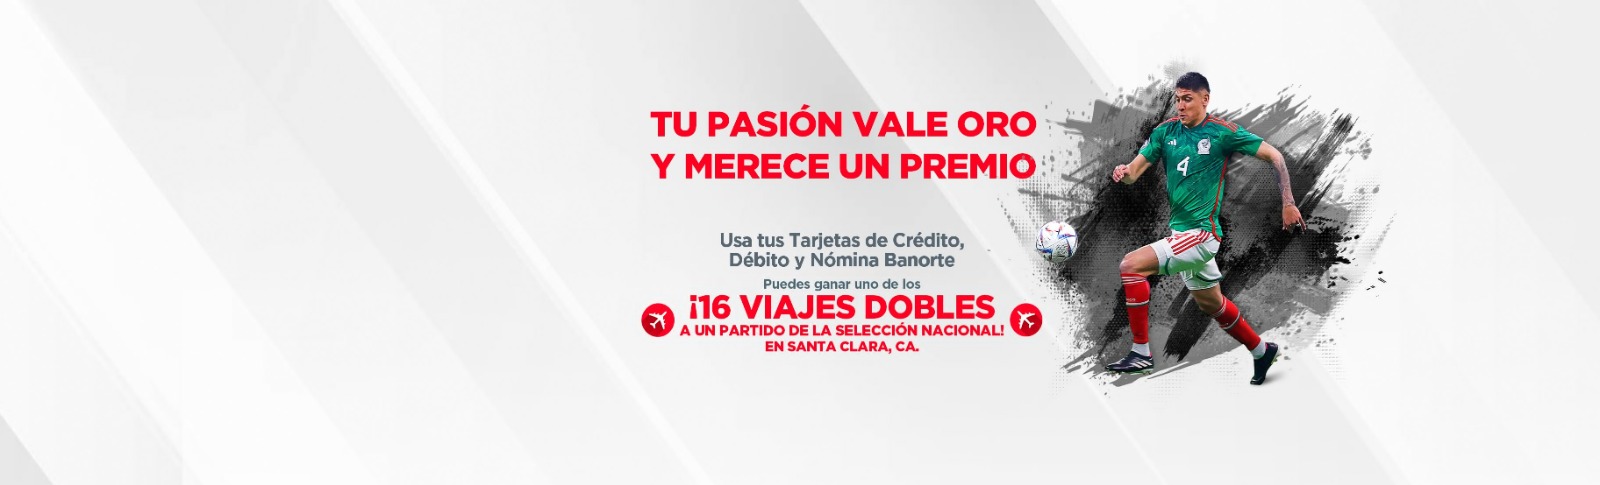 TU PASIÓN VALE ORO
Y MERECE UN PREMIO
Usa tus Tarjetas de Crédito,
Débito y Nómina Banorte
Puedes ganar uno de los
¡16 VIAJES DOBLES
A UN PARTIDO DE LA SELECCIÓN NACIONAL!
EN SANTA CLARA, CA.
4